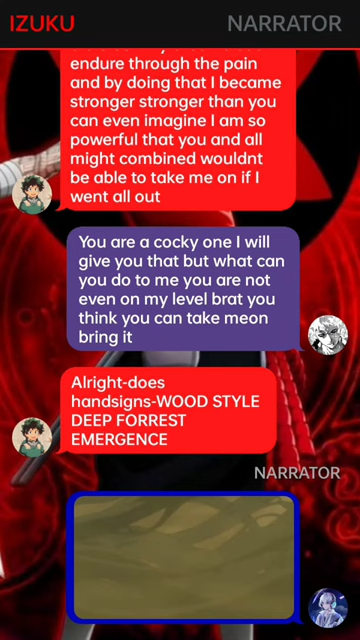 IZUKU NARRATOR
endure through the pain
and by doing that I became
stronger stronger than you
can even imagine I am so
powerful that you and all
might combined wouldnt
be able to take me on if I
went all out
You are a cocky one I will
give you that but what can
you do to me you are not
even on my level brat you
think you can take meon
bring it
Alright-does
handsigns-WOOD STYLE
DEEP FORREST
EMERGENCE
NARRATOR